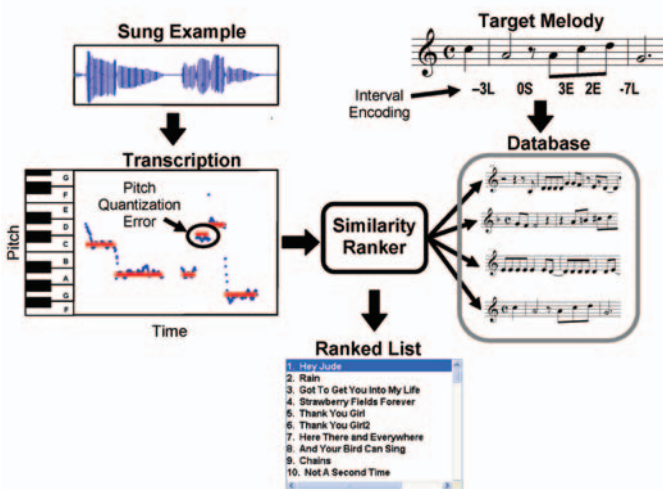 Sung Example
Target Melody
Interval
Encoding
–3L 0S 3E 2E -7L
Transcription
Database
G
F
E
D
C
B
A
G
F
Pitch
Pitch
Quantization
Error
Time
Similarity
Ranker
Ranked List
1. Hey Jude
2. Rain
3. Got To Get You Into My Life
4. Strawberry Fields Forever
5. Thank You Girl
6. Thank You Girl2
7. Here There and Everywhere
8. And Your Bird Can Sing
9. Chains
10. Not A Second Time